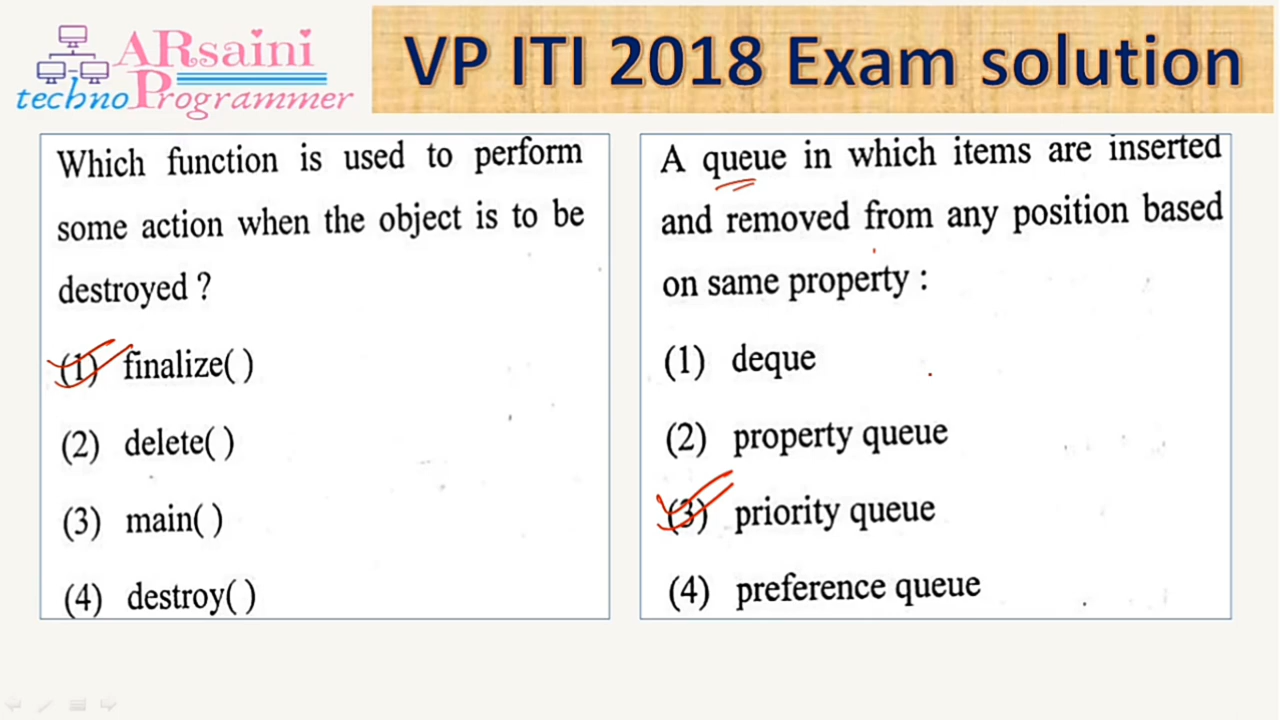 ARsaini
techno Programmer
VP ITI 2018 Exam solution
Which function is used to perform
some action when the object is to be
destroyed ?
(1) finalize( )
(2) delete( )
(3) main( )
(4) destroy( )
A queue in which items are inserted
and removed from any position based
on same property :
(1) deque
(2) property queue
(3) priority queue
(4) preference queue